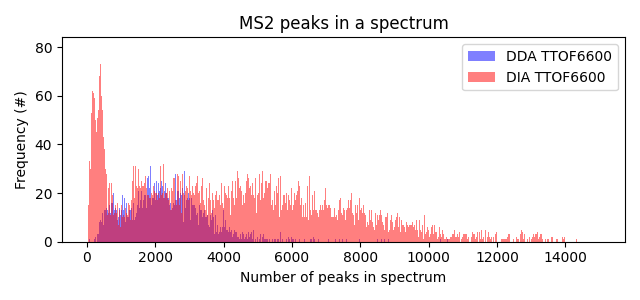 MS2 peaks in a spectrum
80
60
40
20
0
Frequency (#)
DDA TTOF6600
DIA TTOF6600
0 2000 4000 6000 8000 10000 12000 14000
Number of peaks in spectrum